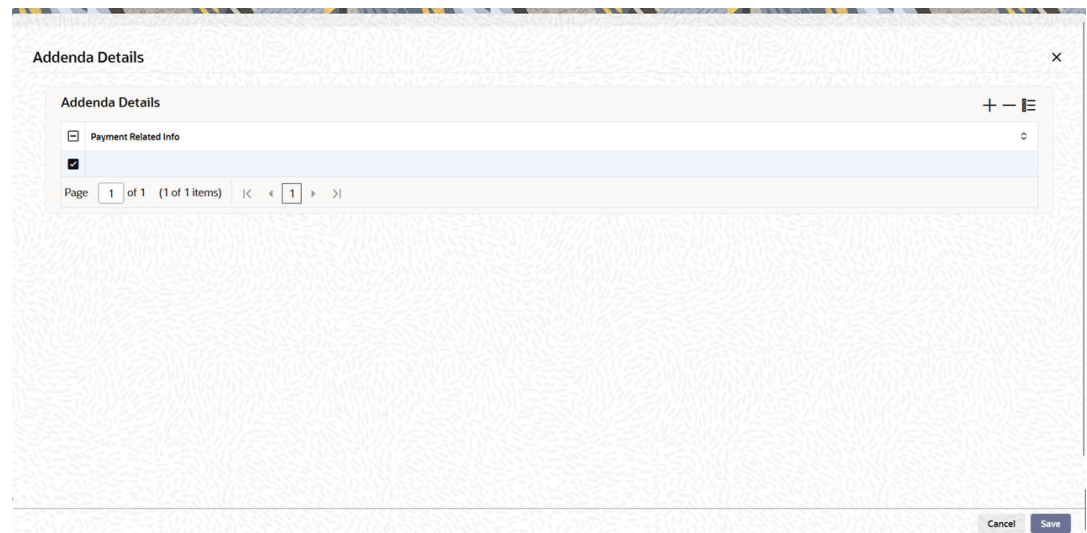 Addenda Details
Addenda Details
Payment Related Info
Page 1 of 1 (1 of 1 items) 1
Cancel Save